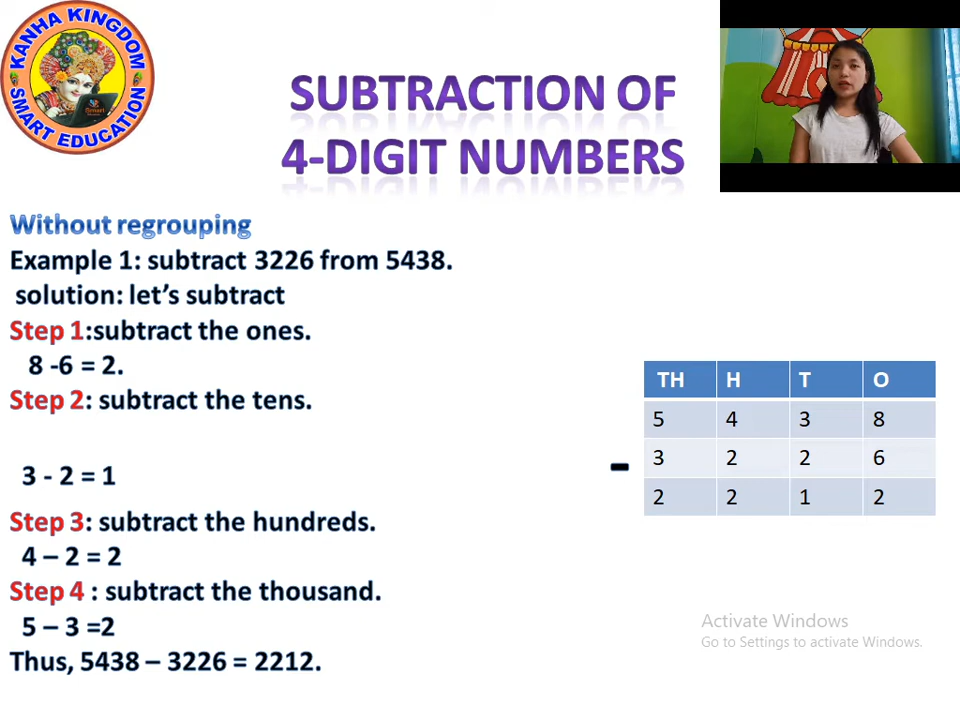 KANHA KINGDOM
SMART EDUCATION
SUBTRACTION OF
4-DIGIT NUMBERS
Without regrouping
Example 1: subtract 3226 from 5438.
solution: let’s subtract
Step 1:subtract the ones.
8 -6 = 2.
Step 2: subtract the tens.
3 - 2 = 1
Step 3: subtract the hundreds.
4 – 2 = 2
Step 4 : subtract the thousand.
5 – 3 =2
Thus, 5438 – 3226 = 2212.
TH H T O
5 4 3 8
- 3 2 2 6
2 2 1 2
Activate Windows
Go to Settings to activate Windows.